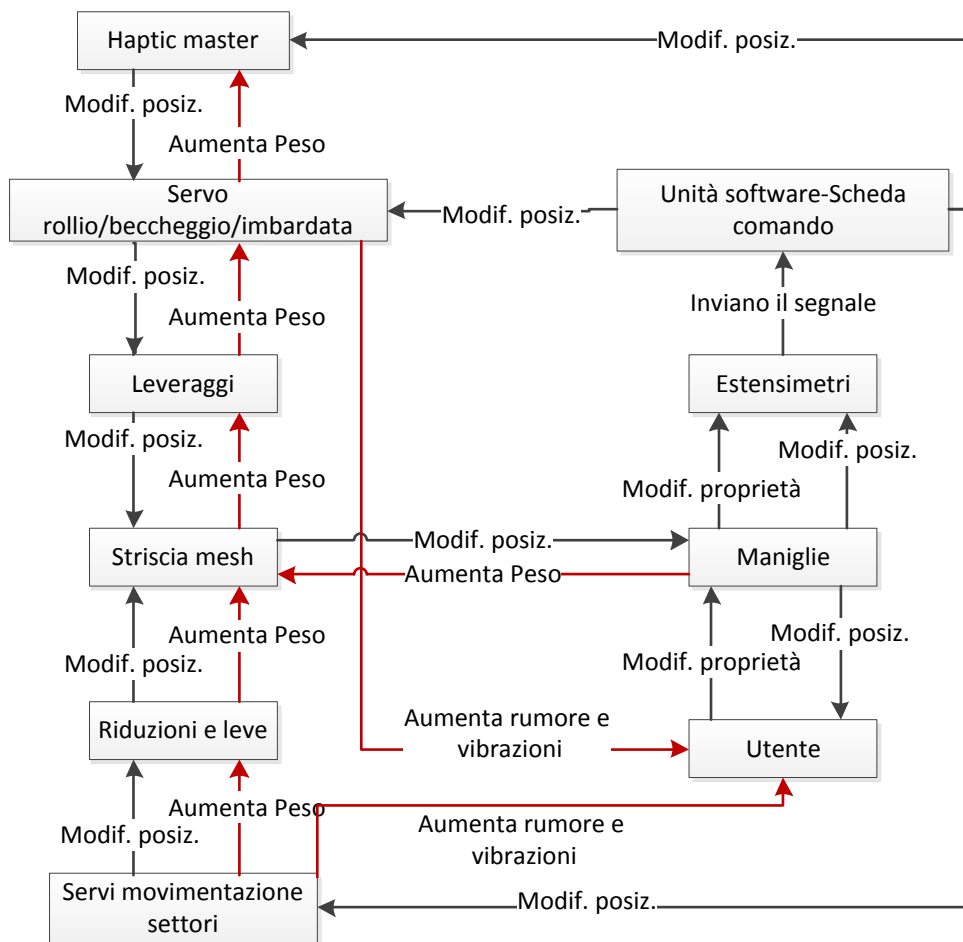 Haptic master
Modif. posiz.
Modif. posiz.
Aumenta Peso
Servo
rollio/beccheggio/imbardata
Modif. posiz.
Unità software-Scheda
comando
Modif. posiz.
Aumenta Peso
Inviano il segnale
Leveraggi
Estensimetri
Modif. posiz.
Aumenta Peso
Modif. posiz.
Modif. proprietà
Striscia mesh
Modif. posiz.
Aumenta Peso
Maniglie
Aumenta Peso
Modif. posiz.
Modif. posiz.
Modif. proprietà
Riduzioni e leve
Aumenta rumore e
vibrazioni
Utente
Aumenta Peso
Modif. posiz.
Aumenta rumore e
vibrazioni
Servi movimentazione
settori
Modif. posiz.